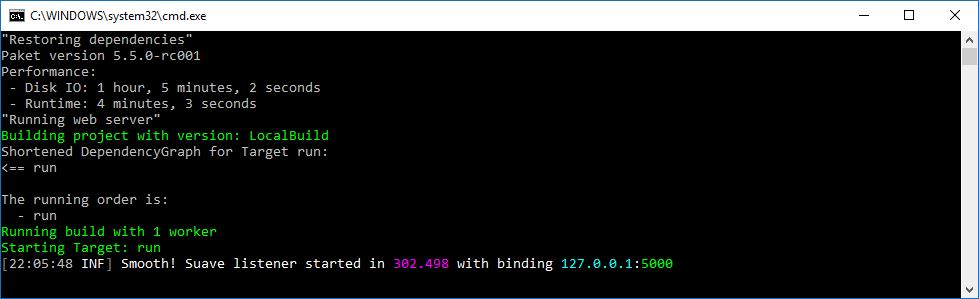 C:\WINDOWS\system32\cmd.exe
"Restoring dependencies"
Paket version 5.5.0-rc001
Performance:
 - Disk IO: 1 hour, 5 minutes, 2 seconds
 - Runtime: 4 minutes, 3 seconds
"Running web server"
Building project with version: LocalBuild
Shortened DependencyGraph for Target run:
<== run

The running order is:
  - run
Running build with 1 worker
Starting Target: run
[22:05:48 INF] Smooth! Suave listener started in 302.498 with binding 127.0.0.1:5000